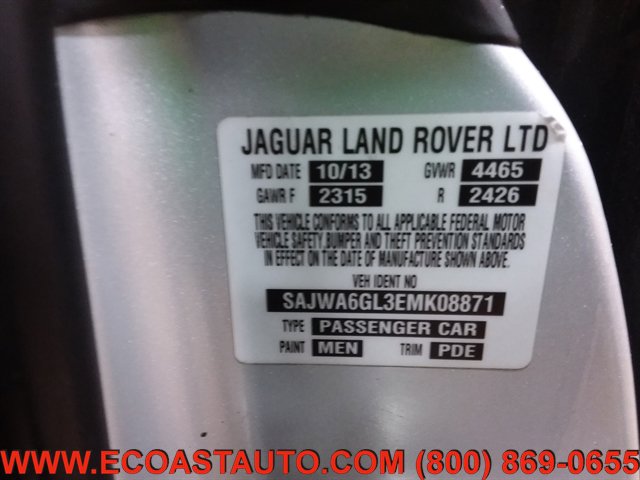 JAGUAR LAND ROVER LTD
MFD DATE 10/13 GVWR 4465
GAWR F 2315 R 2426
THIS VEHICLE CONFORMS TO ALL APPLICABLE FEDERAL MOTOR
VEHICLE SAFETY,BUMPER AND THEFT PREVENTION STANDARDS
IN EFFECT ON THE DATE OF MANUFACTURE SHOWN ABOVE.
VEH IDENT NO
SAJWA6GL3EMK08871
TYPE PASSENGER CAR
PAINT MEN TRIM PDE
WWW.ECOASTAUTO.COM (800) 869-0655